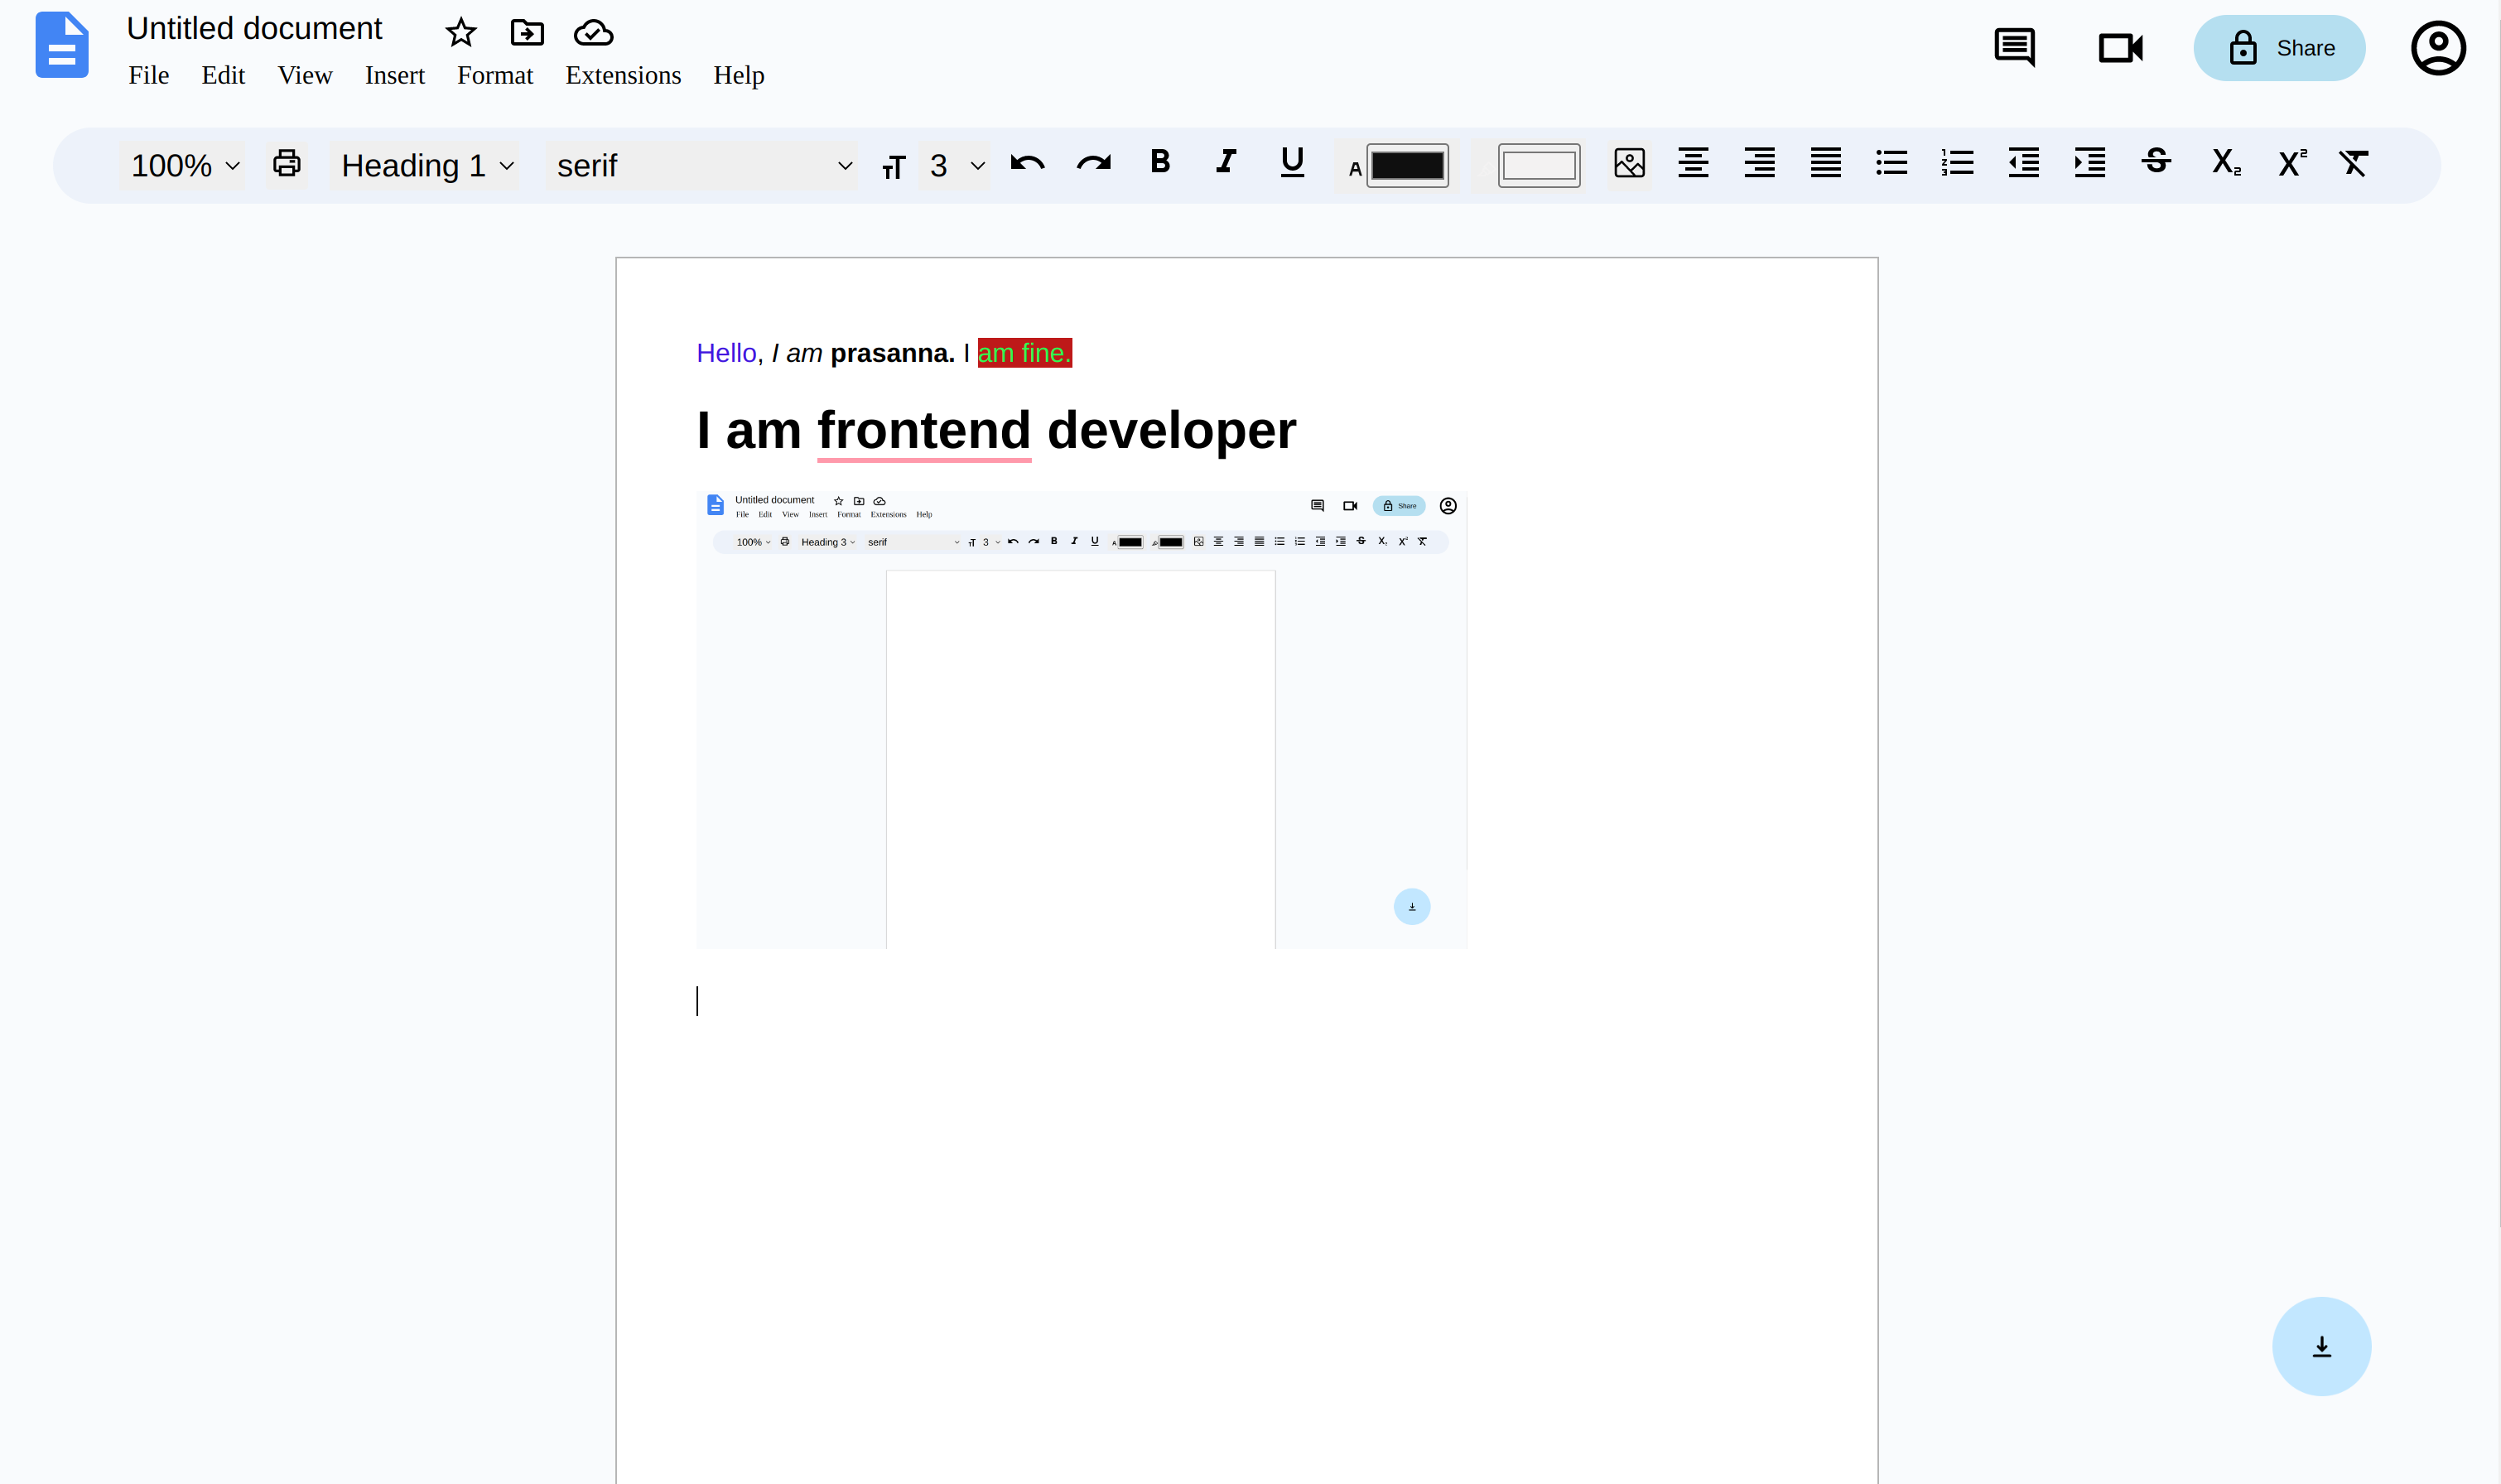 Untitled document
File Edit View Insert Format Extensions Help
Share
100% Heading 1 serif 3
Hello, I am prasanna. I am fine.
I am frontend developer
Untitled document
File Edit View Insert Format Extensions Help
Share
100% Heading 3 serif 3